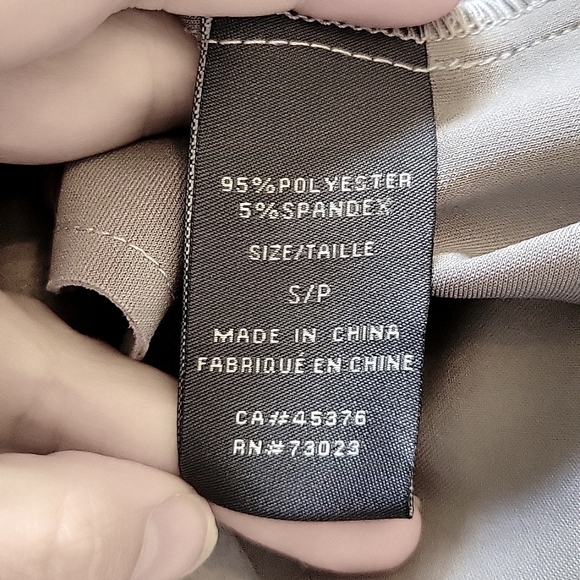 95%POLYESTER
5%SPANDEX
SIZE/TAILLE
S/P
MADE IN CHINA
FABRIQUÉ EN CHINE
CA#45376
RN#73023